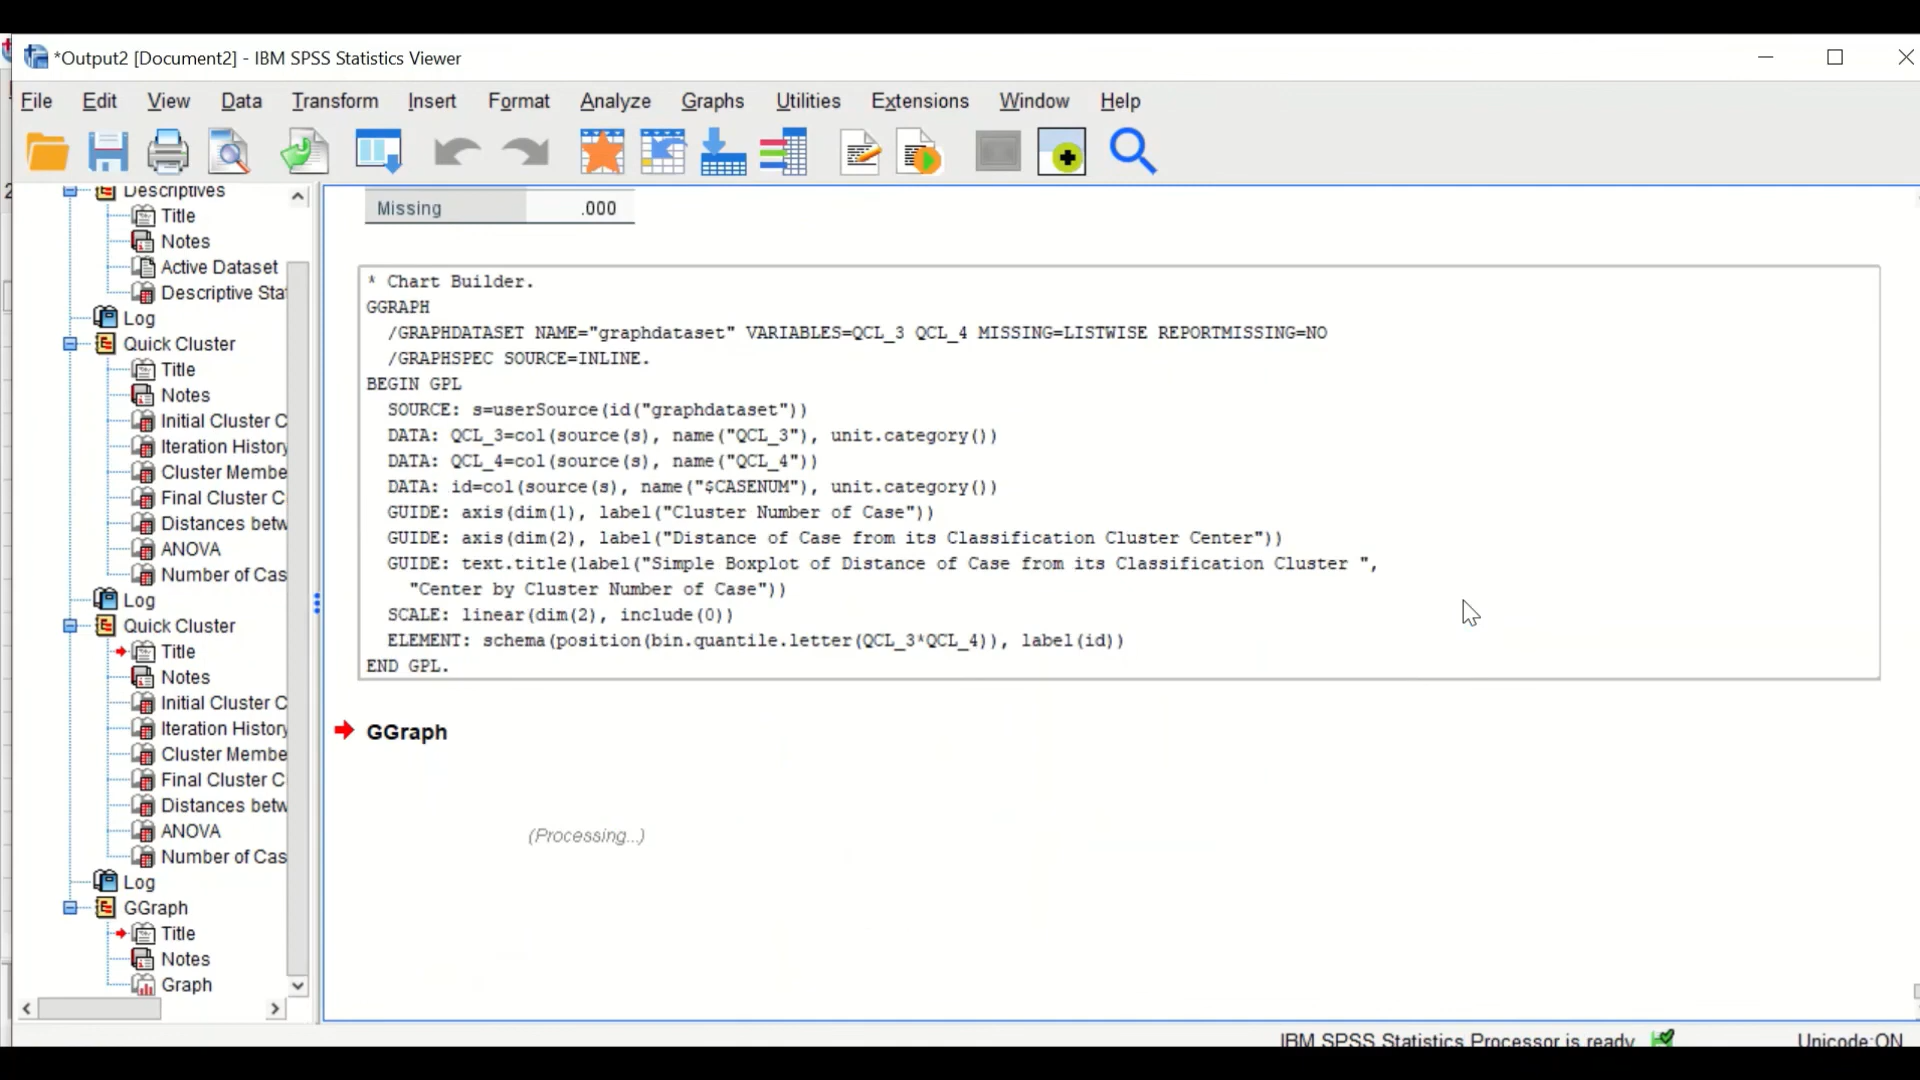 *Output2 [Document2] - IBM SPSS Statistics Viewer
File Edit View Data Transform Insert Format Analyze Graphs Utilities Extensions Window Help
Descriptives
Title
Notes
Active Dataset
Descriptive Sta
Log
Quick Cluster
Title
Notes
Initial Cluster C
Iteration History
Cluster Membe
Final Cluster C
Distances betw
ANOVA
Number of Cas
Log
Quick Cluster
Title
Notes
Initial Cluster C
Iteration History
Cluster Membe
Final Cluster C
Distances betw
ANOVA
Number of Cas
Log
GGraph
Title
Notes
Graph
Missing .000
* Chart Builder.
GGRAPH
/GRAPHDATASET NAME="graphdataset" VARIABLES=QCL_3 QCL_4 MISSING=LISTWISE REPORTMISSING=NO
/GRAPHSPEC SOURCE=INLINE.
BEGIN GPL
SOURCE: s=userSource(id("graphdataset"))
DATA: QCL_3=col(source(s), name("QCL_3"), unit.category())
DATA: QCL_4=col(source(s), name("QCL_4"))
DATA: id=col(source(s), name("$CASENUM"), unit.category())
GUIDE: axis(dim(1), label("Cluster Number of Case"))
GUIDE: axis(dim(2), label("Distance of Case from its Classification Cluster Center"))
GUIDE: text.title(label("Simple Boxplot of Distance of Case from its Classification Cluster ",
"Center by Cluster Number of Case"))
SCALE: linear(dim(2), include(0))
ELEMENT: schema(position(bin.quantile.letter(QCL_3*QCL_4)), label(id))
END GPL.
GGraph
(Processing...)
IBM SPSS Statistics Processor is ready Unicode:ON